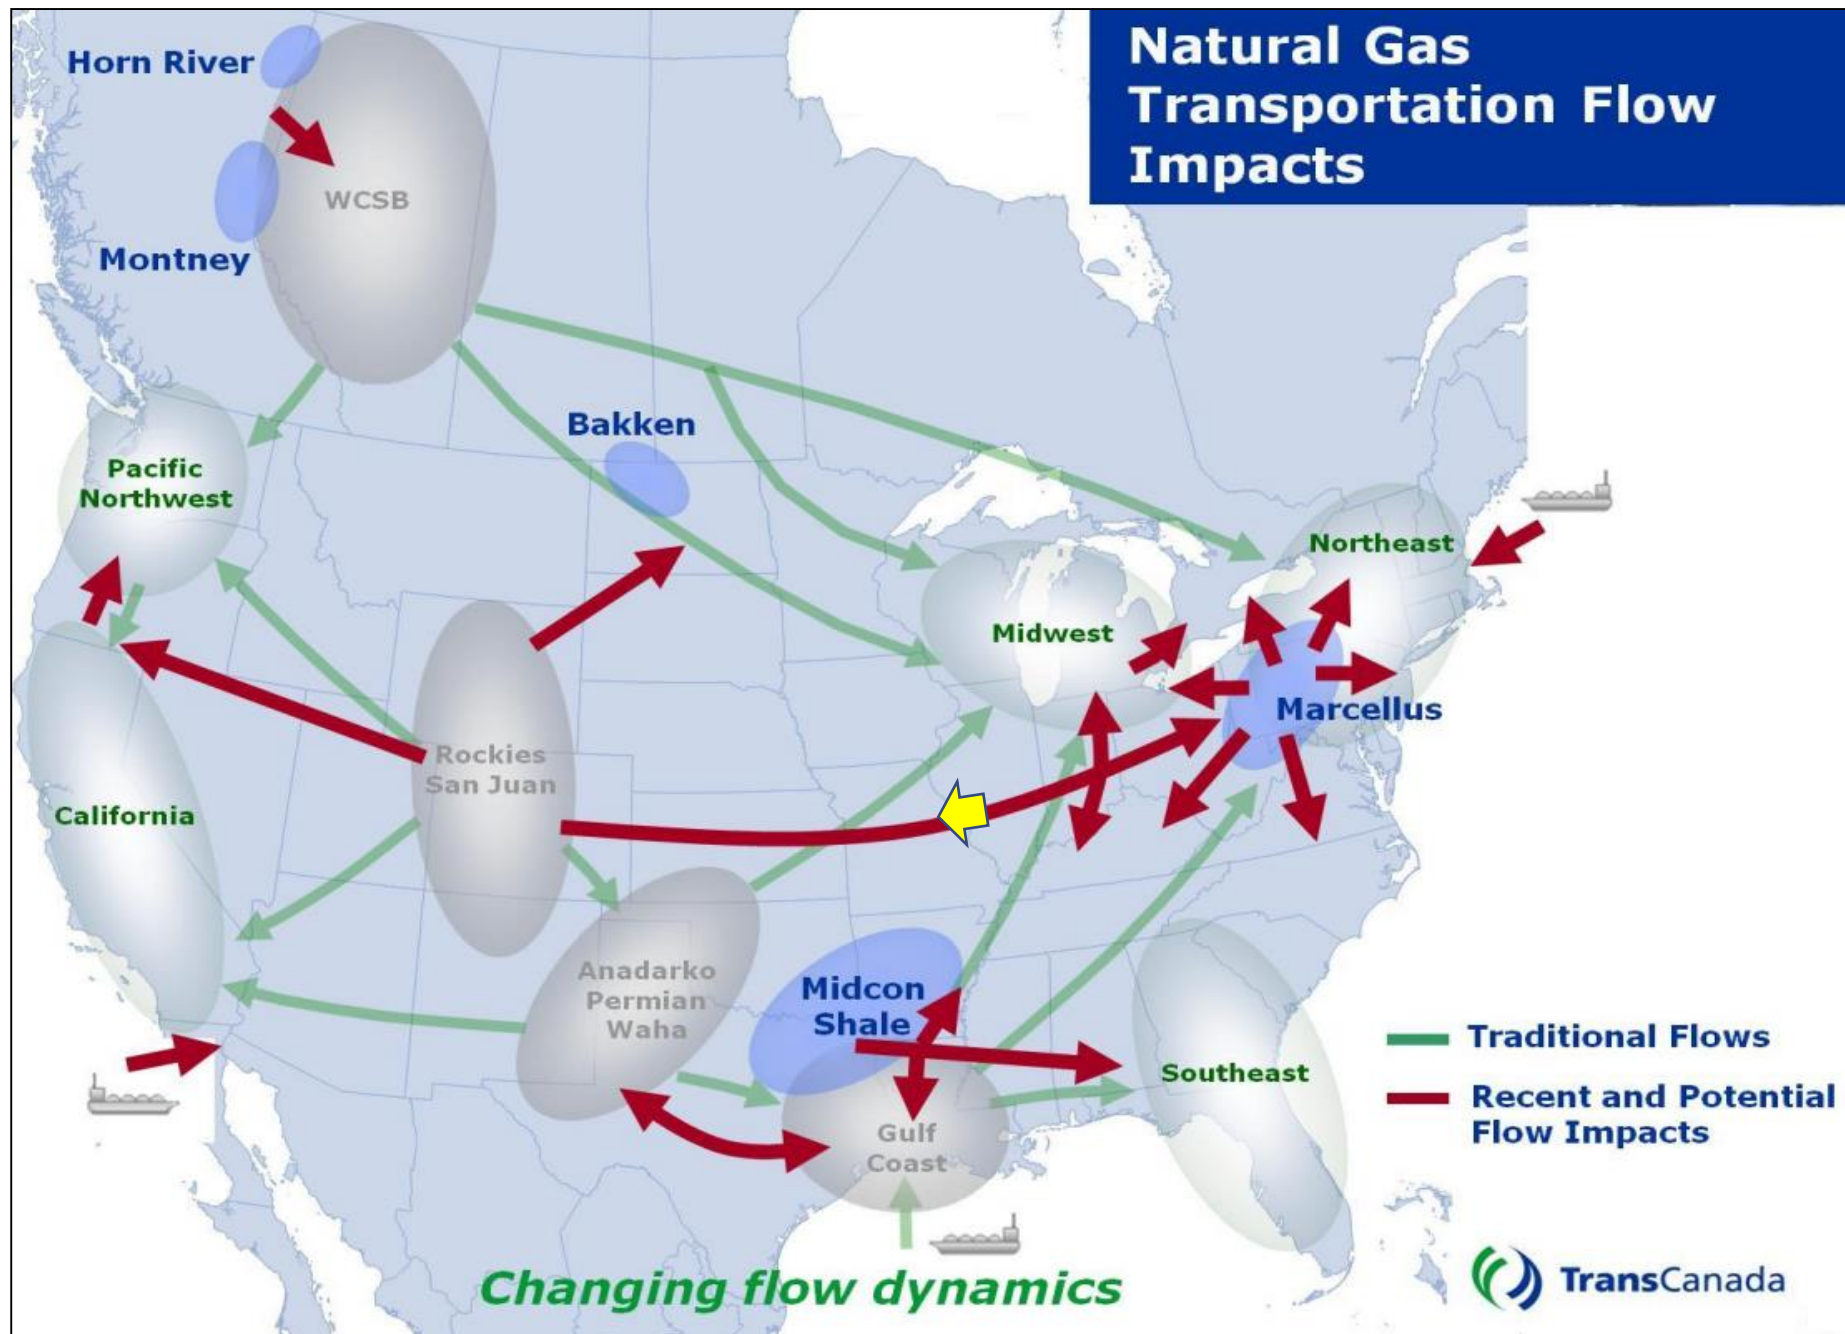 Natural Gas
Transportation Flow
Impacts
Horn River
WCSB
Montney
Bakken
Pacific
Northwest
Northeast
Midwest
Marcellus
Rockies
San Juan
California
Anadarko
Permian
Waha
Midcon
Shale
Southeast
Gulf
Coast
Traditional Flows
Recent and Potential
Flow Impacts
Changing flow dynamics
TransCanada